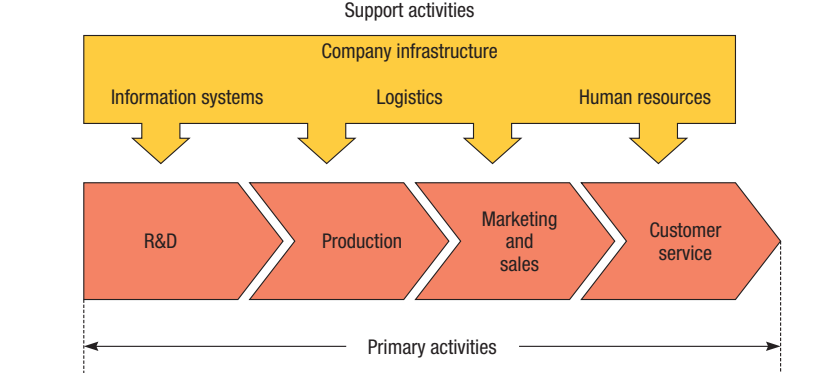 Support activities
Company infrastructure
Information systems
Logistics
Human resources
R&D
Production
Marketing
and
sales
Customer
service
Primary activities